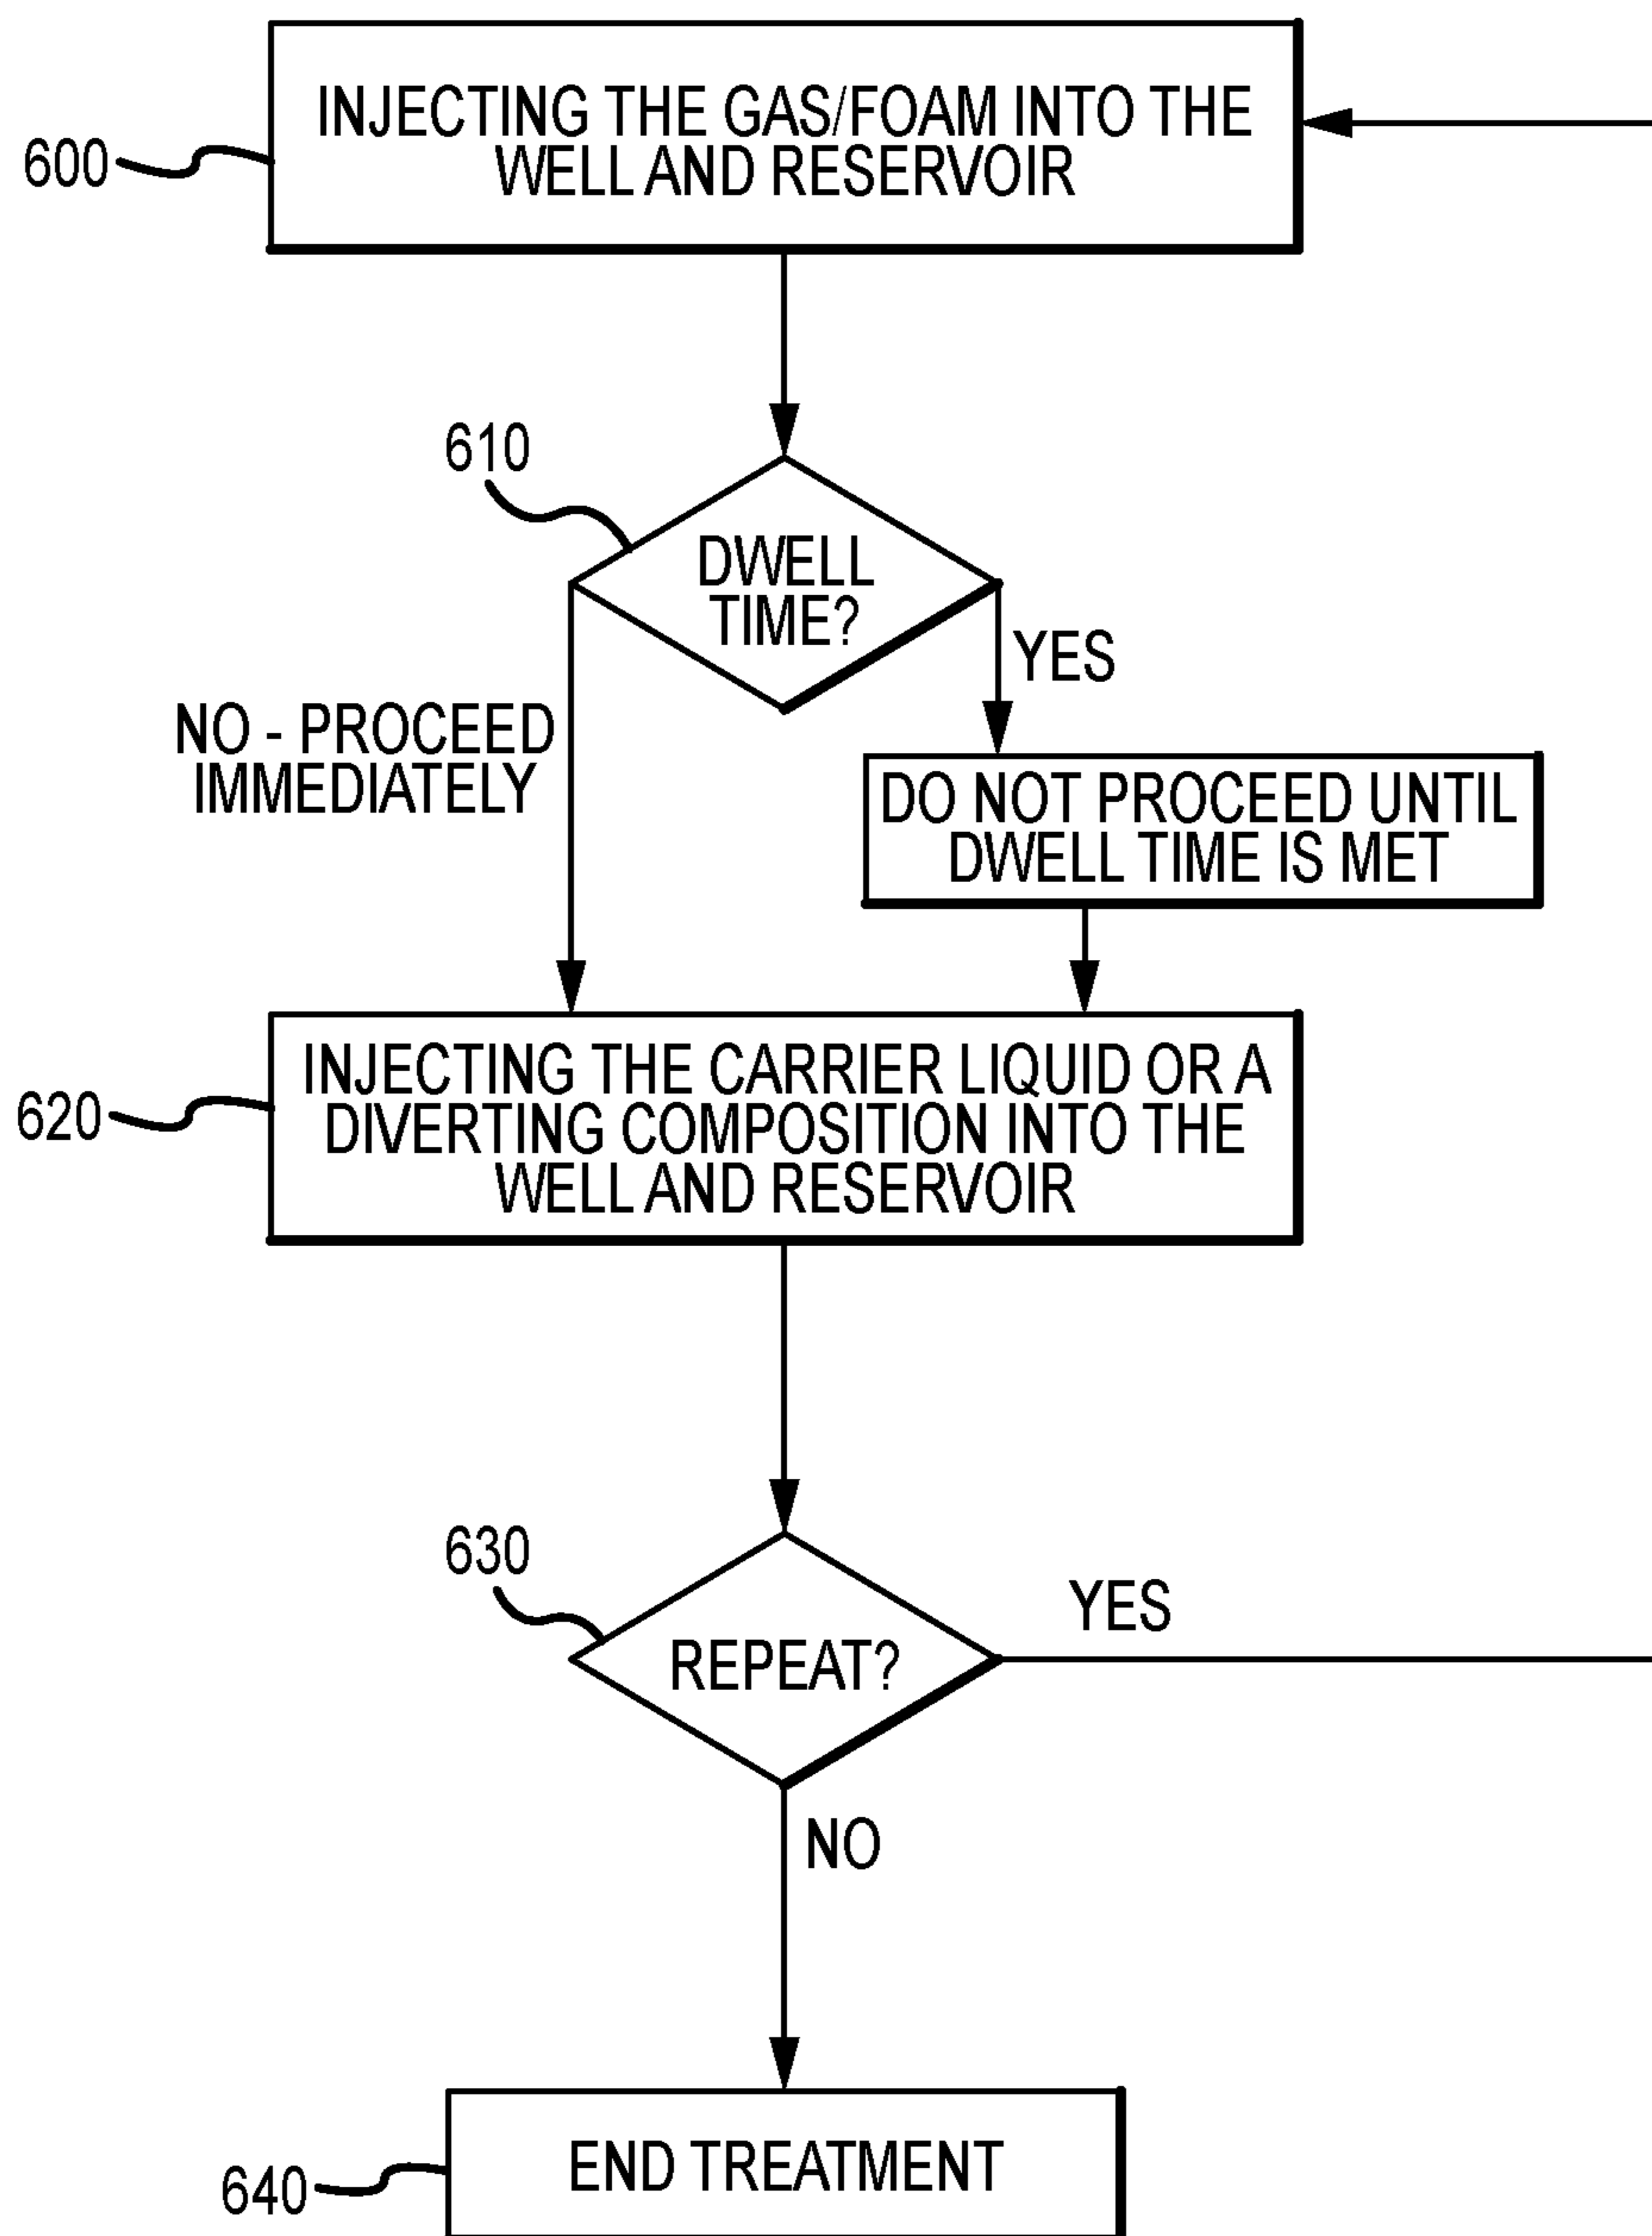 600
INJECTING THE GAS/FOAM INTO THE
WELL AND RESERVOIR
610
DWELL
TIME?
YES
NO - PROCEED
IMMEDIATELY
DO NOT PROCEED UNTIL
DWELL TIME IS MET
620
INJECTING THE CARRIER LIQUID OR A
DIVERTING COMPOSITION INTO THE
WELL AND RESERVOIR
630
REPEAT?
YES
NO
640
END TREATMENT